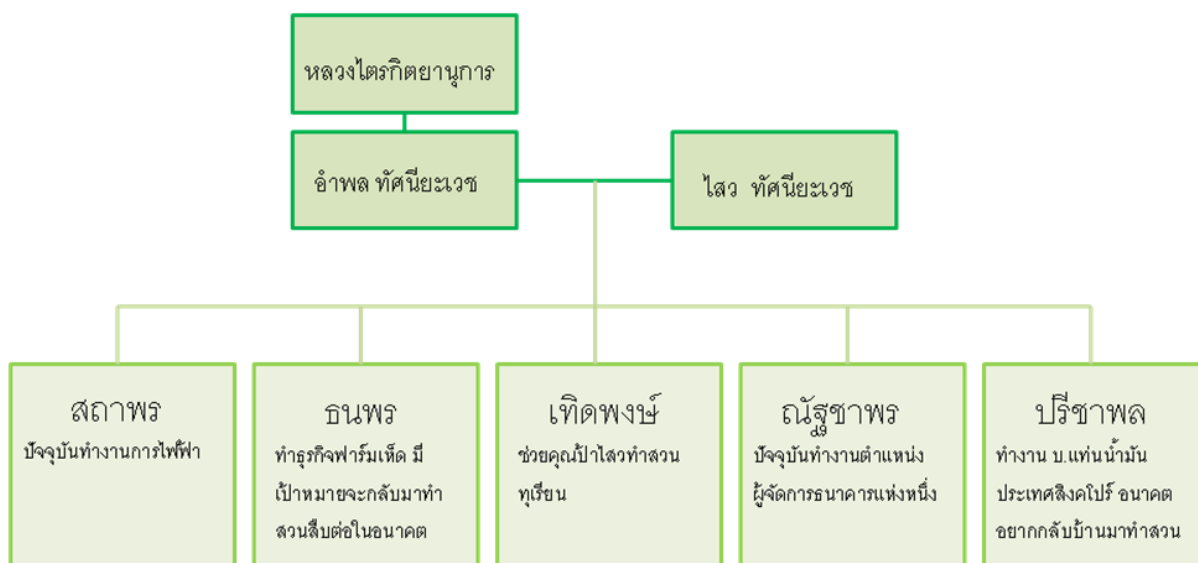 หลวงไตรกิตยานุการ
อำพล ทัศนียะเวช
ไสว ทัศนียะเวช
สถาพร
ปัจจุบันทำงานการไฟฟ้า
ธนพร
ทำธุรกิจฟาร์มเห็ด มี
เป้าหมายจะกลับมาทำ
สวนสืบต่อในอนาคต
เทิดพงษ์
ช่วยคุณป้าไสวทำสวน
ทุเรียน
ณัฐชาพร
ปัจจุบันทำงานตำแหน่ง
ผู้จัดการธนาคารแห่งหนึ่ง
ปรีชาพล
ทำงาน บ.แท่นน้ำมัน
ประเทศสิงคโปร์ อนาคต
อยากกลับบ้านมาทำสวน